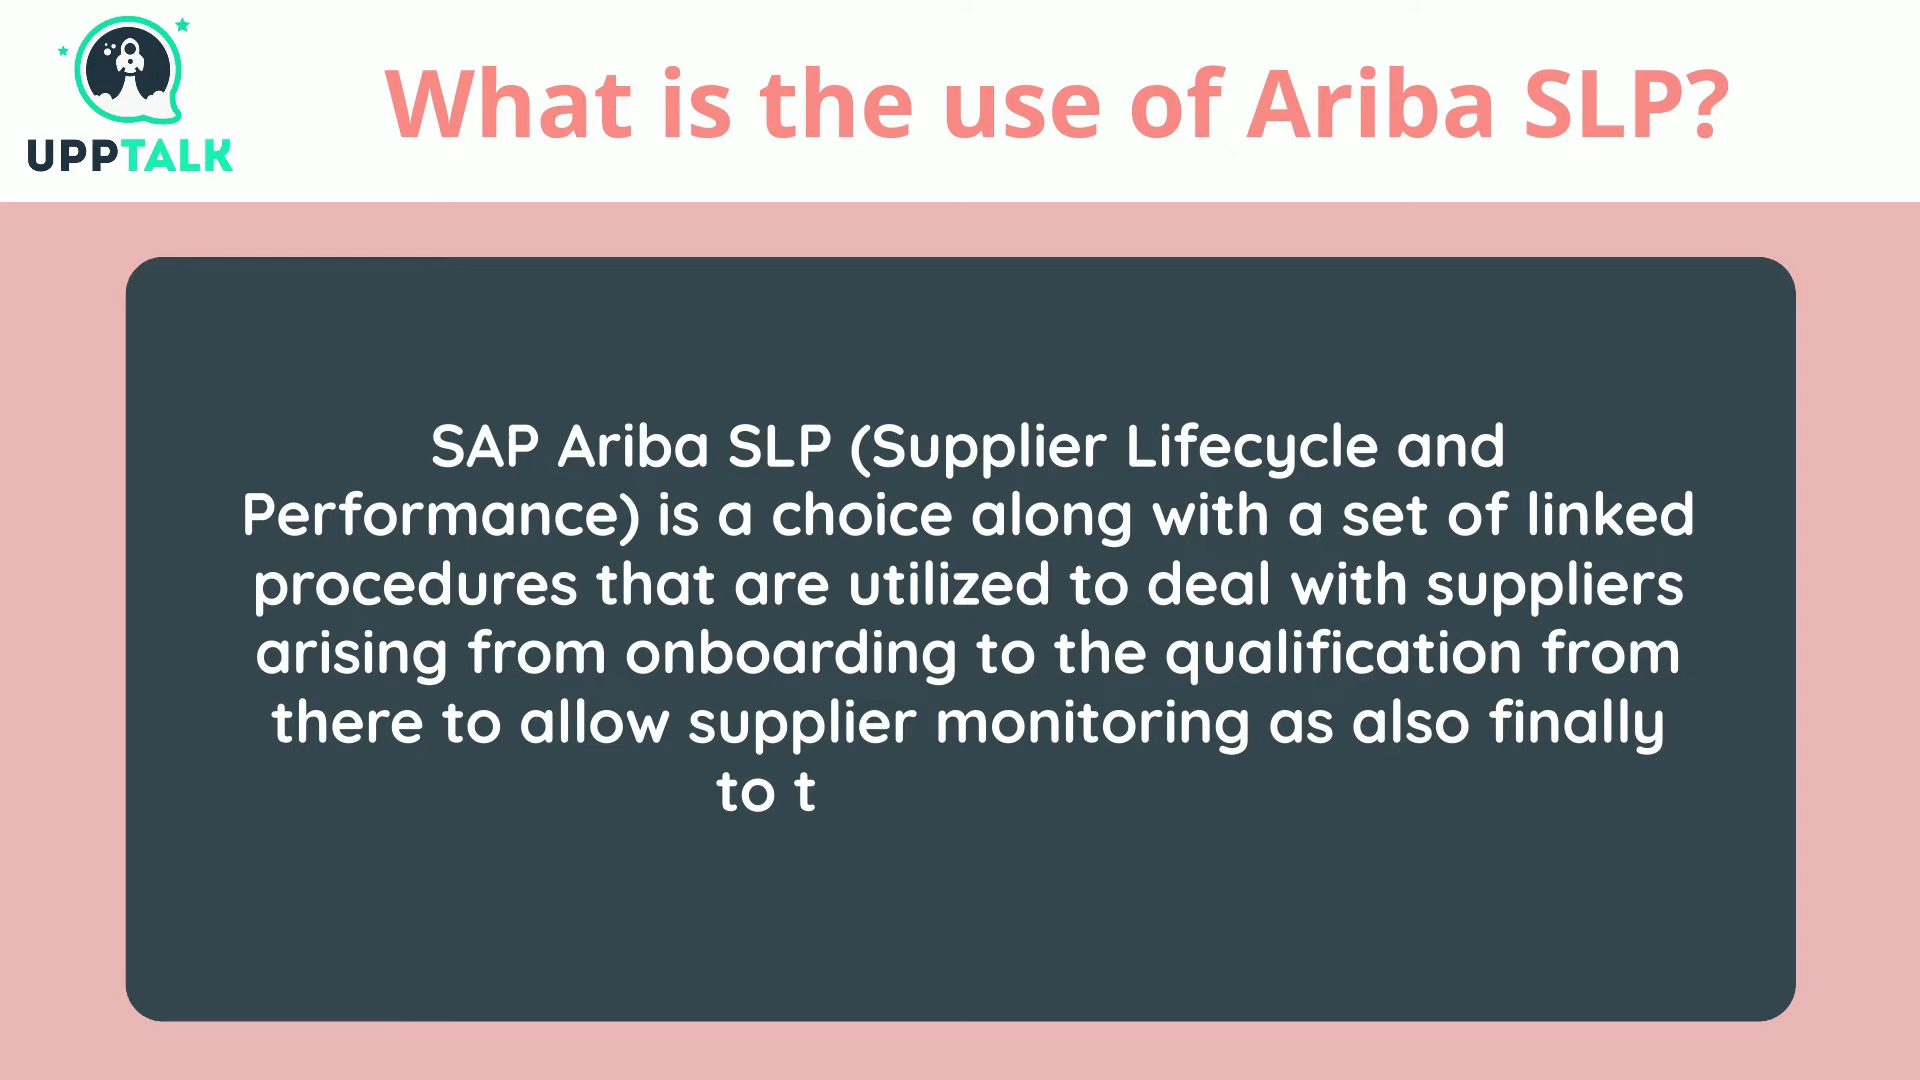 UPPTALK
What is the use of Ariba SLP?
SAP Ariba SLP (Supplier Lifecycle and
Performance) is a choice along with a set of linked
procedures that are utilized to deal with suppliers
arising from onboarding to the qualification from
there to allow supplier monitoring as also finally
to t